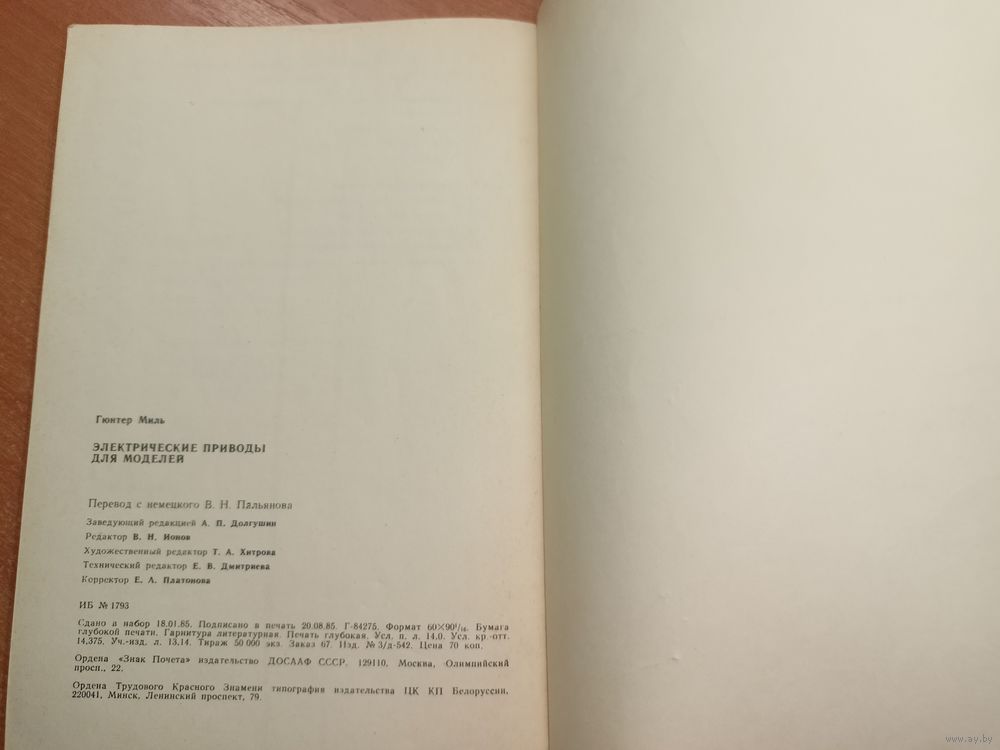 Гюнтер Миль
ЭЛЕКТРИЧЕСКИЕ ПРИВОДЫ
ДЛЯ МОДЕЛЕЙ
Перевод с немецкого В. Н. Пальянова
Заведующий редакцией А. П. Долгушин
Редактор В. Н. Ионов
Художественный редактор Т. А. Хитрова
Технический редактор Е. В. Дмитриева
Корректор Е. А. Платонова
ИБ № 1793
Сдано в набор 18.01.85. Подписано в печать 20.08.85. Г-84275. Формат 60×90¹/₁₆. Бумага
глубокой печати. Гарнитура литературная. Печать глубокая. Усл. п. л. 14,0. Усл. кр.-отт.
14,375. Уч.-изд. л. 13,14. Тираж 50 000 экз. Заказ 67. Изд. № 3/д-542. Цена 70 коп.
Ордена «Знак Почета» издательство ДОСААФ СССР. 129110, Москва, Олимпийский
просп., 22.
Ордена Трудового Красного Знамени типография издательства ЦК КП Белоруссии.
220041, Минск, Ленинский проспект, 79.
www.ay.by